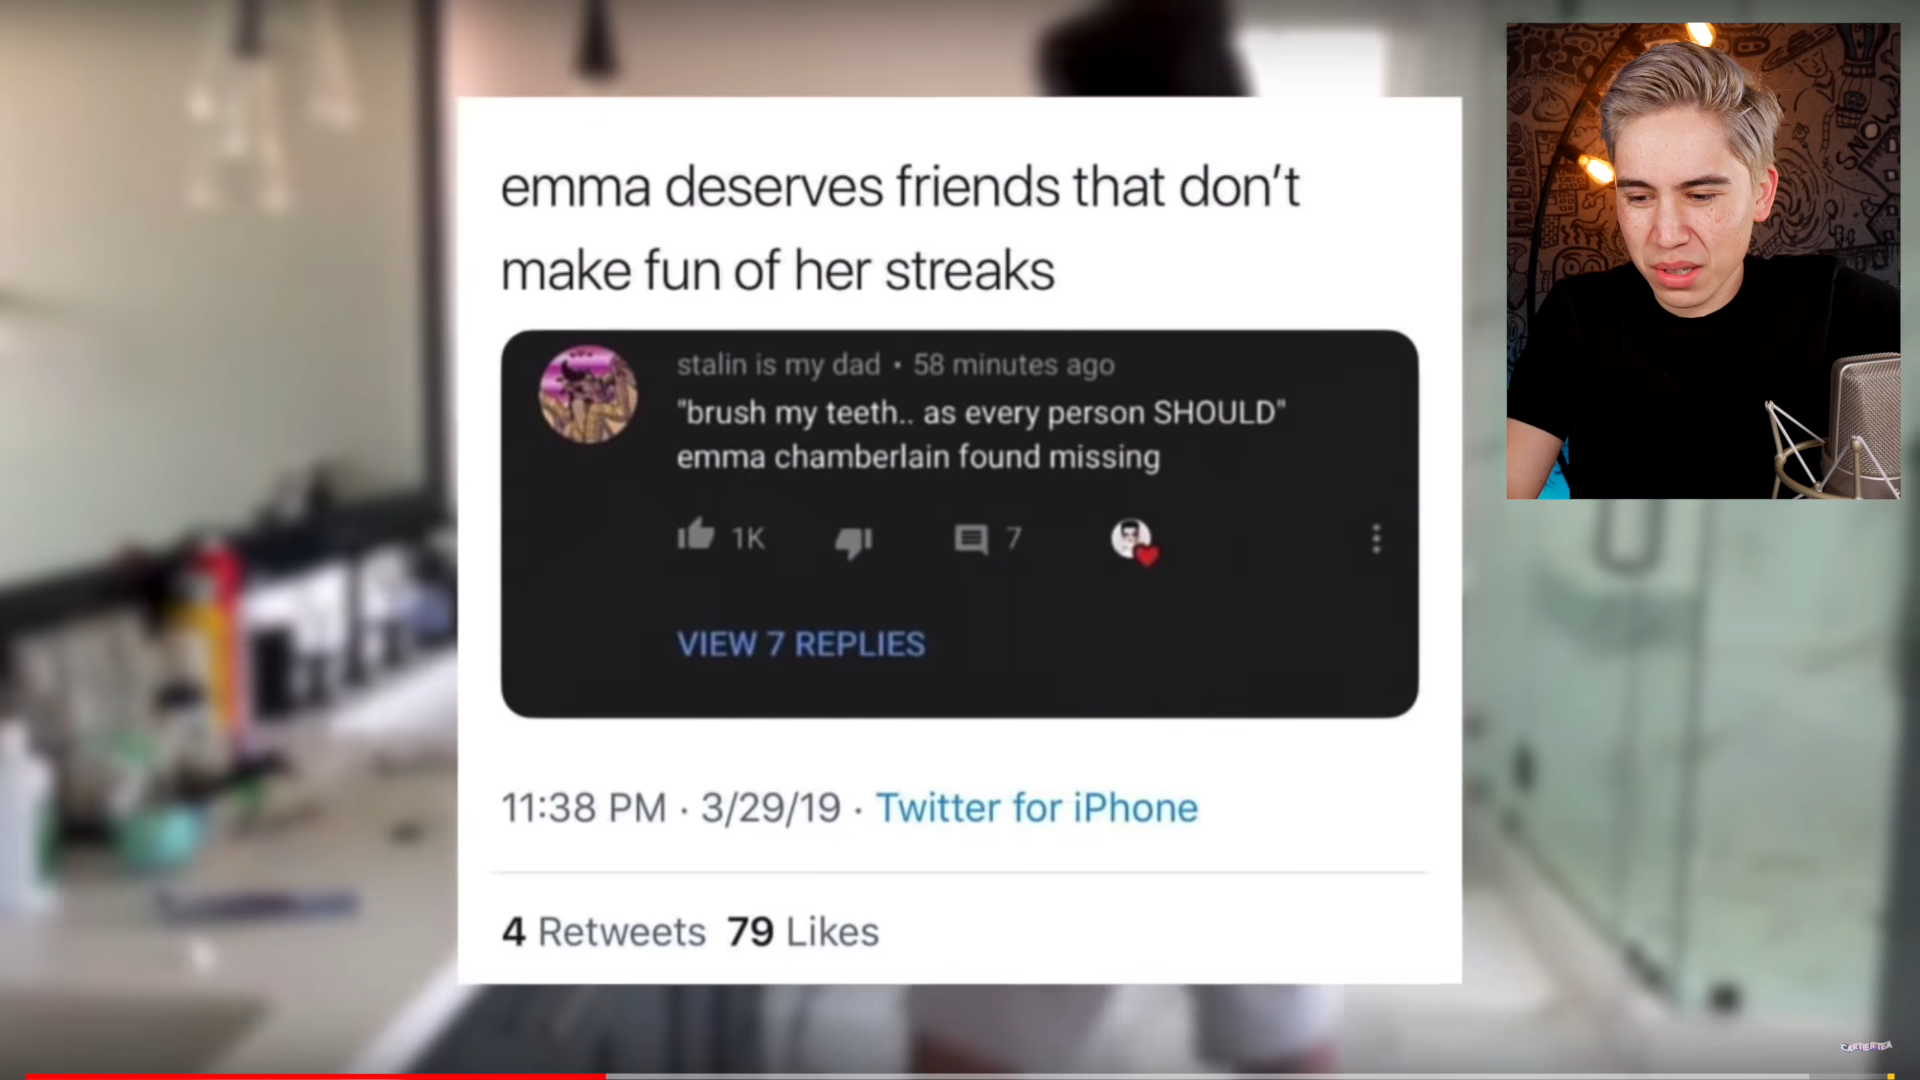 emma deserves friends that don't
make fun of her streaks
stalin is my dad • 58 minutes ago
"brush my teeth.. as every person SHOULD"
emma chamberlain found missing
1K
7
VIEW 7 REPLIES
11:38 PM · 3/29/19 · Twitter for iPhone
4 Retweets 79 Likes
SNOW
CARTIERTEA